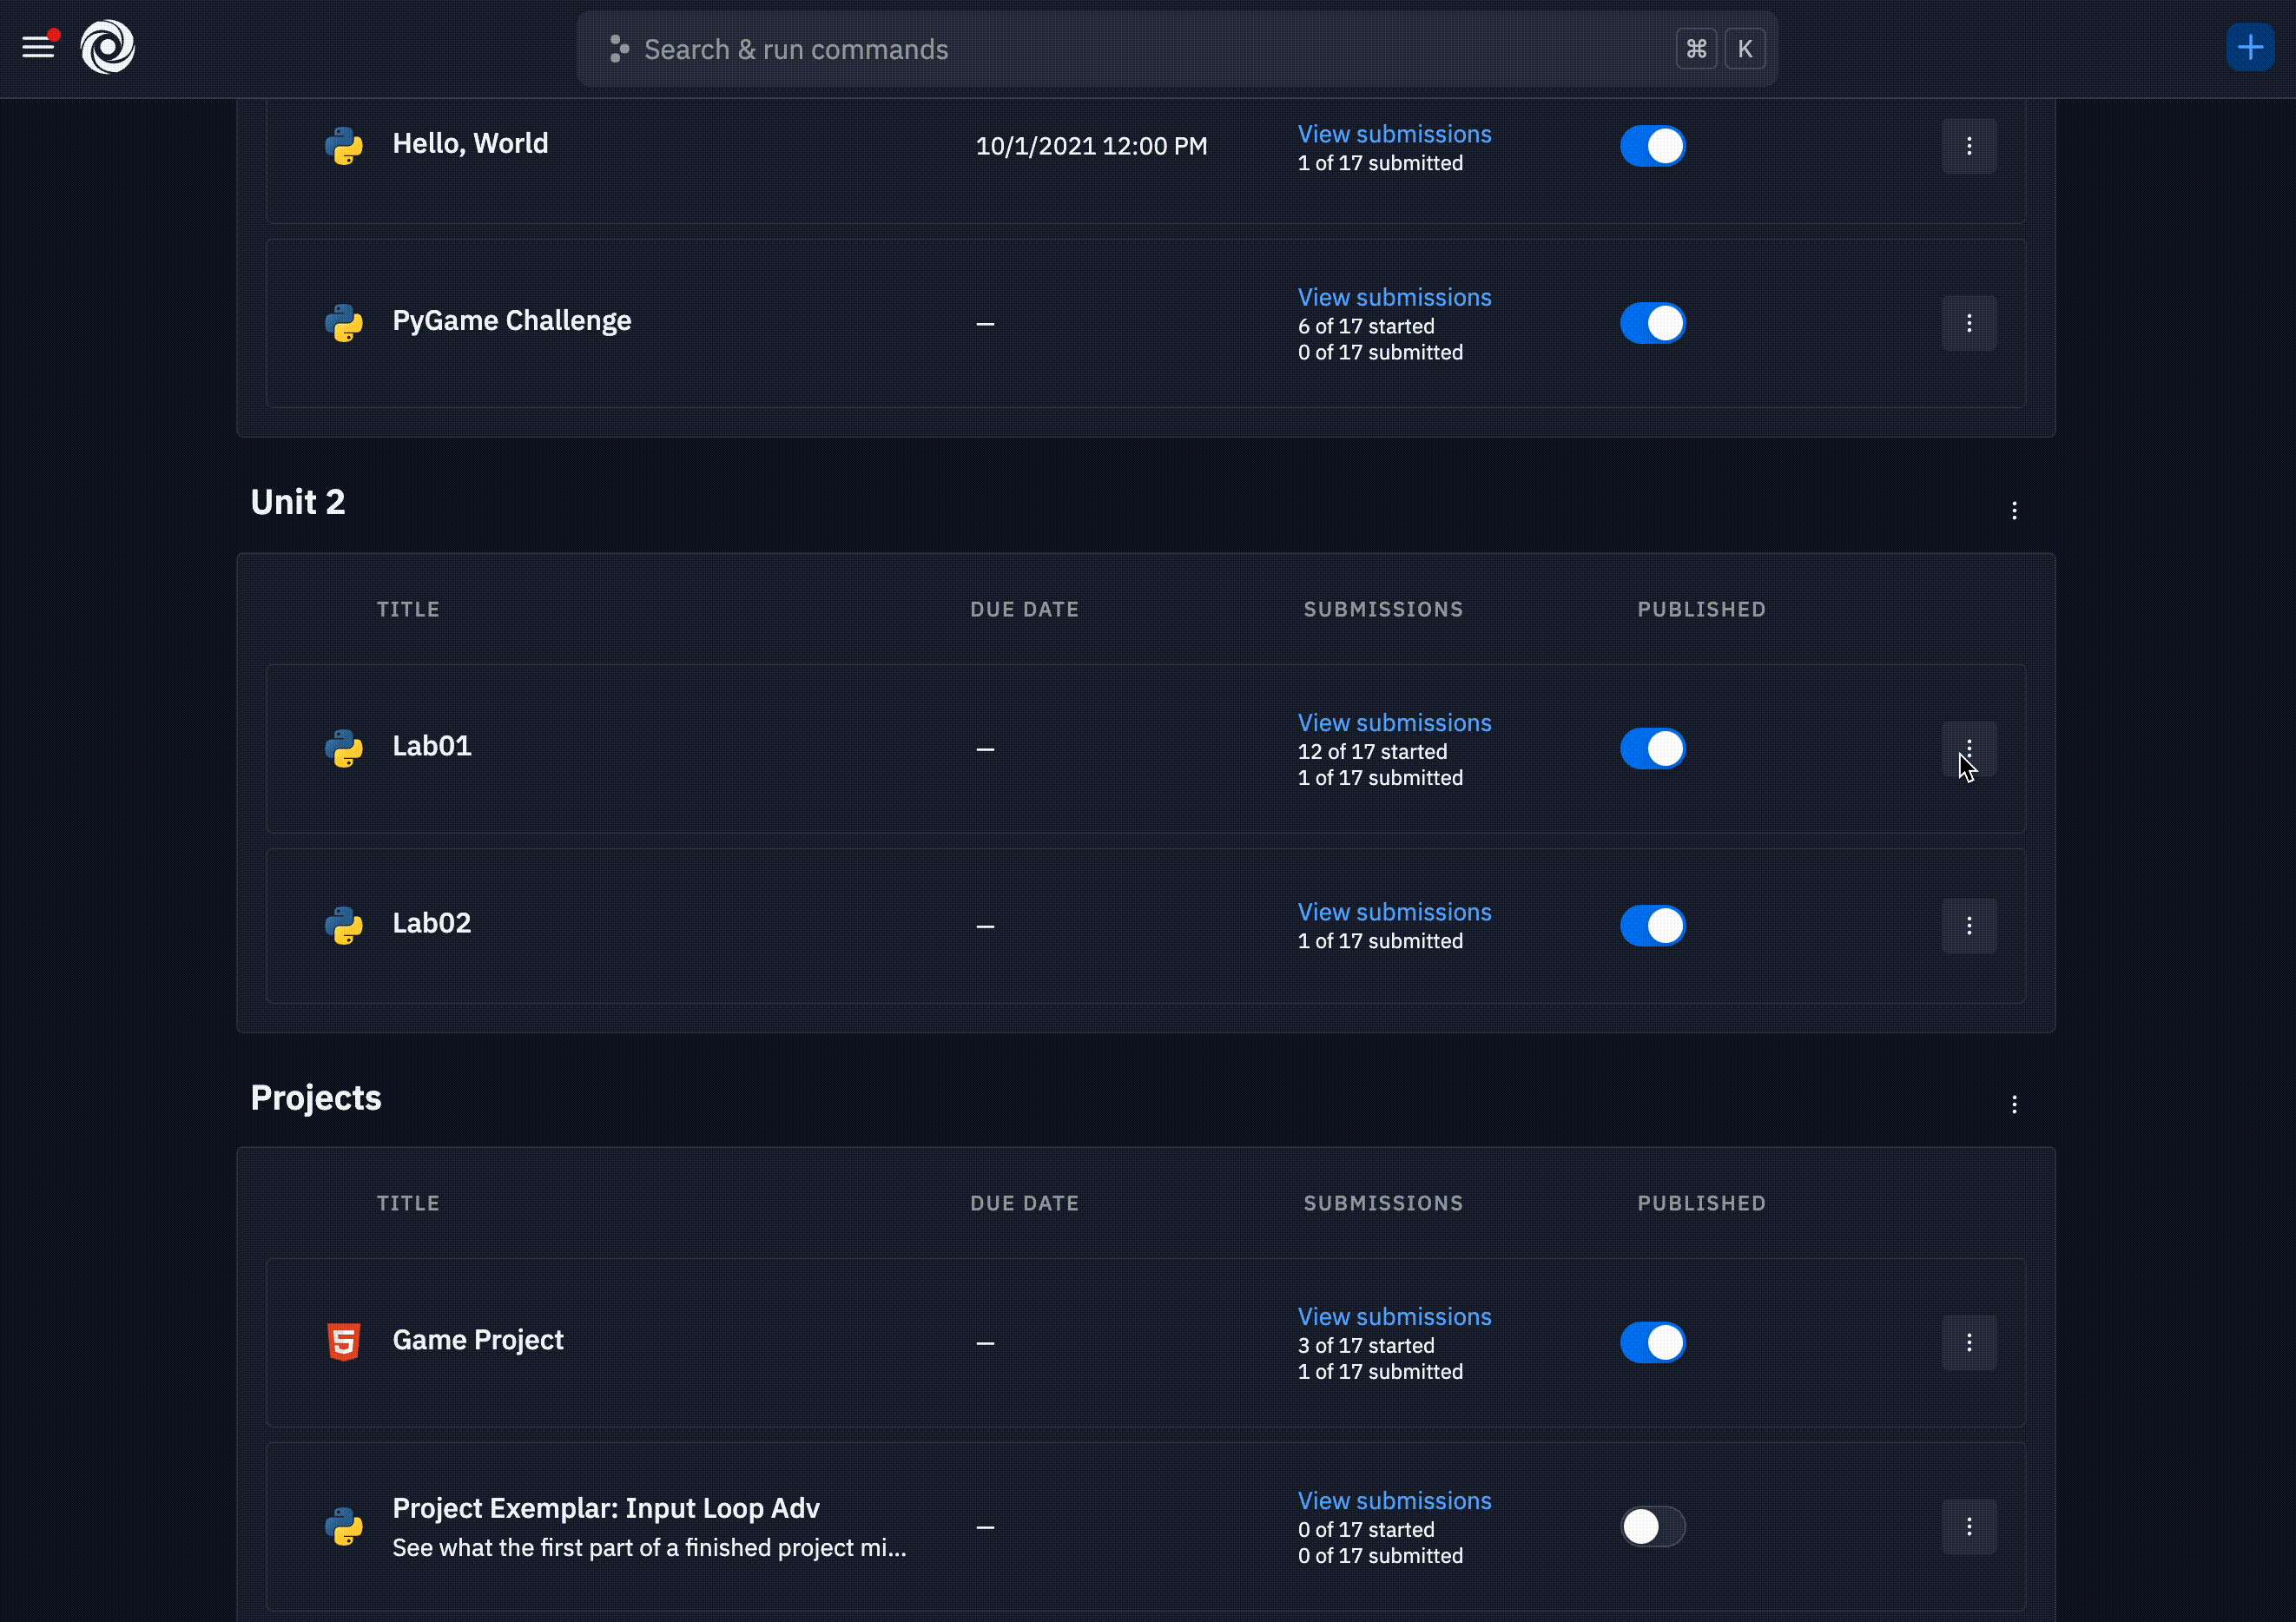 Search & run commands
⌘ K
Hello, World
10/1/2021 12:00 PM
View submissions
1 of 17 submitted
PyGame Challenge
—
View submissions
6 of 17 started
0 of 17 submitted
Unit 2
TITLE
DUE DATE
SUBMISSIONS
PUBLISHED
Lab01
—
View submissions
12 of 17 started
1 of 17 submitted
Lab02
—
View submissions
1 of 17 submitted
Projects
TITLE
DUE DATE
SUBMISSIONS
PUBLISHED
Game Project
—
View submissions
3 of 17 started
1 of 17 submitted
Project Exemplar: Input Loop Adv
See what the first part of a finished project mi...
—
View submissions
0 of 17 started
0 of 17 submitted